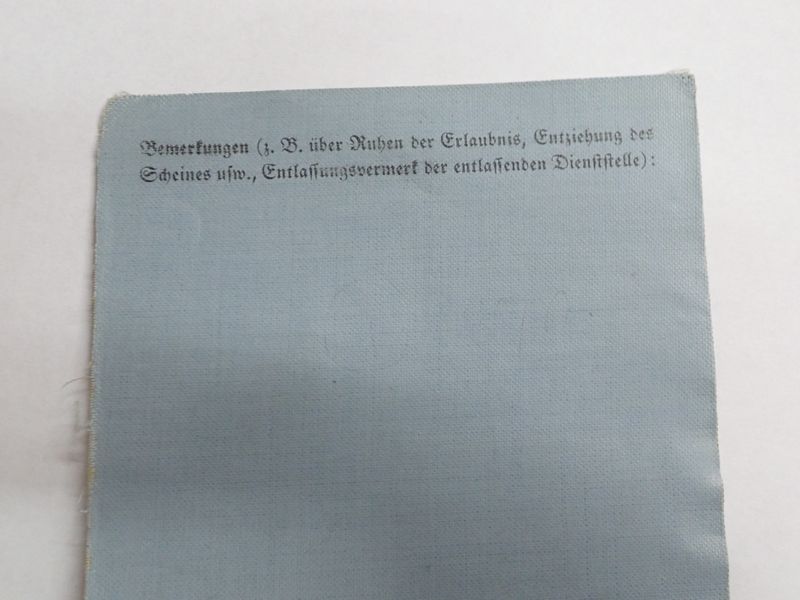 Bemerkungen (z. B. über Ruhen der Erlaubnis, Entziehung des
Scheines usw., Entlassungsvermerk der entlassenden Dienststelle):